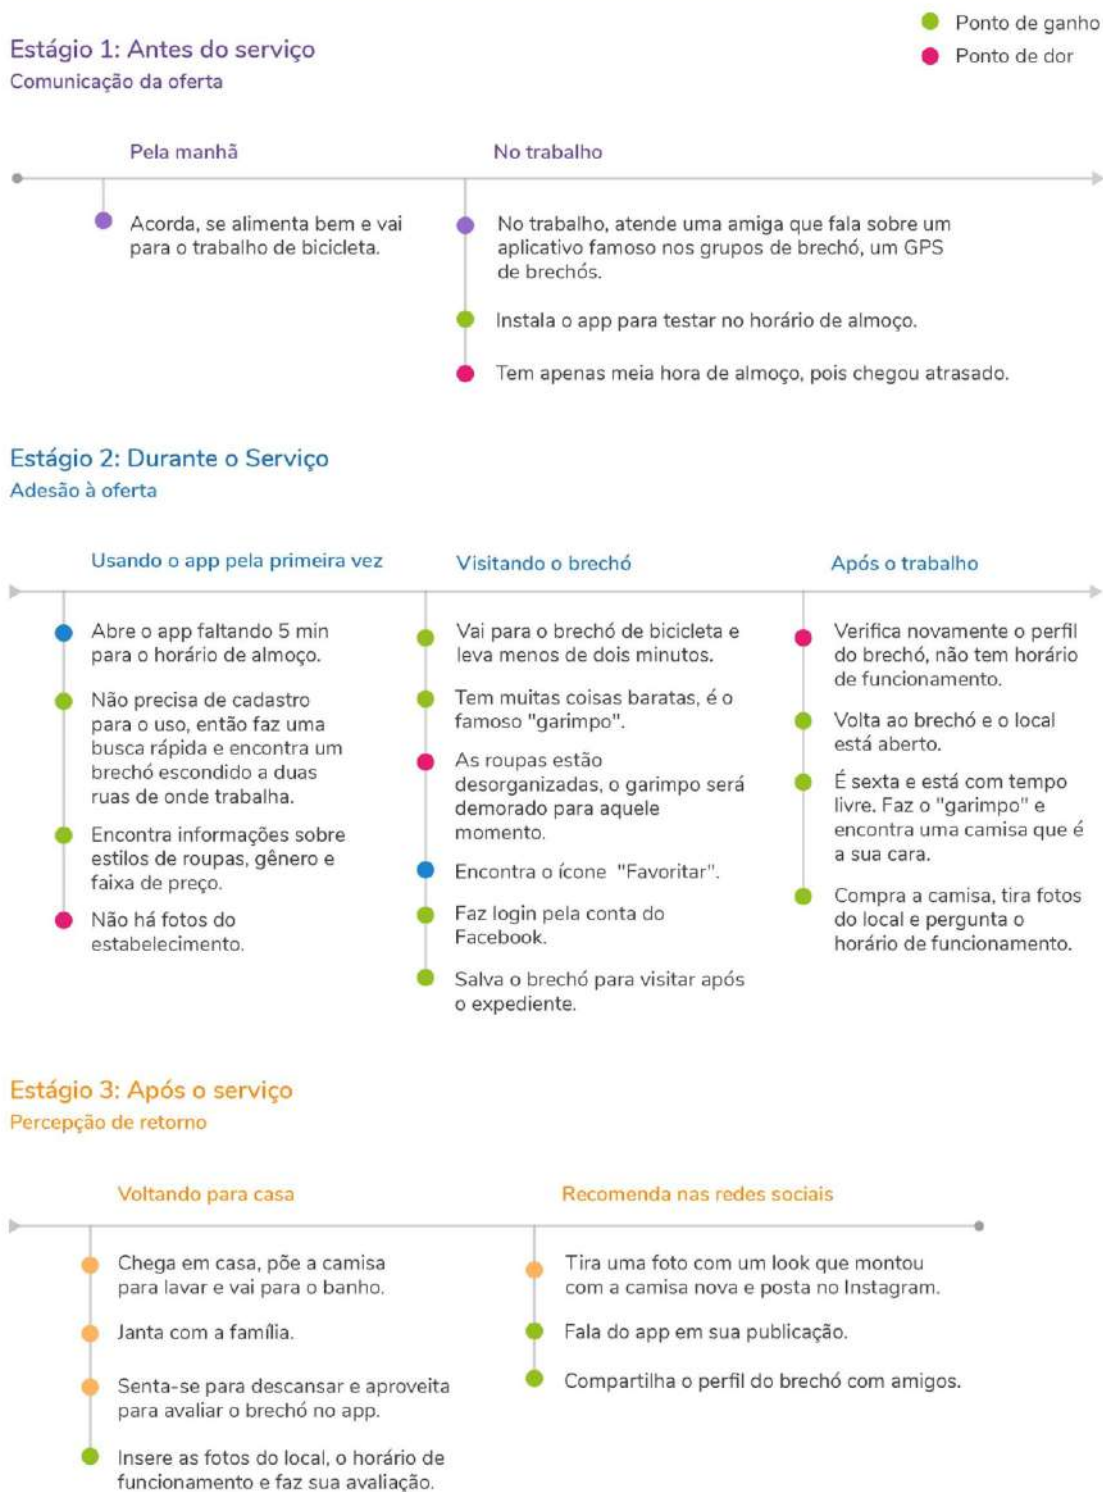 Ponto de ganho
Ponto de dor
Estágio 1: Antes do serviço
Comunicação da oferta
Pela manhã
Acorda, se alimenta bem e vai
para o trabalho de bicicleta.
No trabalho
No trabalho, atende uma amiga que fala sobre um
aplicativo famoso nos grupos de brechó, um GPS
de brechós.
Instala o app para testar no horário de almoço.
Tem apenas meia hora de almoço, pois chegou atrasado.
Estágio 2: Durante o Serviço
Adesão à oferta
Usando o app pela primeira vez
Abre o app faltando 5 min
para o horário de almoço.
Não precisa de cadastro
para o uso, então faz uma
busca rápida e encontra um
brechó escondido a duas
ruas de onde trabalha.
Encontra informações sobre
estilos de roupas, gênero e
faixa de preço.
Não há fotos do
estabelecimento.
Visitando o brechó
Vai para o brechó de bicicleta e
leva menos de dois minutos.
Tem muitas coisas baratas, é o
famoso "garimpo".
As roupas estão
desorganizadas, o garimpo será
demorado para aquele
momento.
Encontra o ícone "Favoritar".
Faz login pela conta do
Facebook.
Salva o brechó para visitar após
o expediente.
Após o trabalho
Verifica novamente o perfil
do brechó, não tem horário
de funcionamento.
Volta ao brechó e o local
está aberto.
É sexta e está com tempo
livre. Faz o "garimpo" e
encontra uma camisa que é
a sua cara.
Compra a camisa, tira fotos
do local e pergunta o
horário de funcionamento.
Estágio 3: Após o serviço
Percepção de retorno
Voltando para casa
Chega em casa, põe a camisa
para lavar e vai para o banho.
Janta com a família.
Senta-se para descansar e aproveita
para avaliar o brechó no app.
Insere as fotos do local, o horário de
funcionamento e faz sua avaliação.
Recomenda nas redes sociais
Tira uma foto com um look que montou
com a camisa nova e posta no Instagram.
Fala do app em sua publicação.
Compartilha o perfil do brechó com amigos.